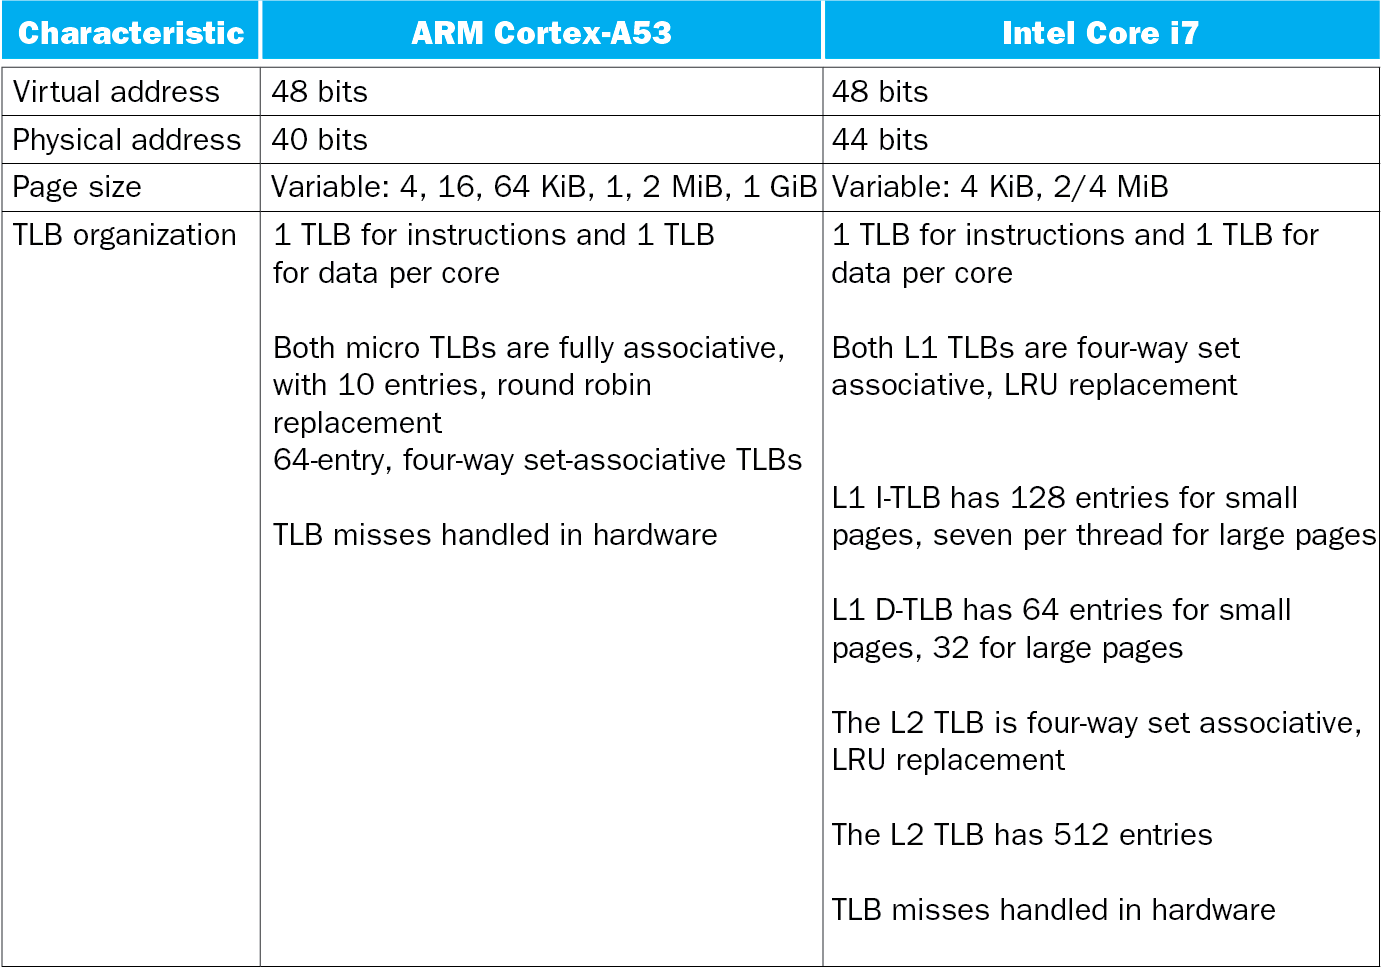 Characteristic
ARM Cortex-A53
Intel Core i7
Virtual address
48 bits
48 bits
Physical address
40 bits
44 bits
Page size
Variable: 4, 16, 64 KiB, 1, 2 MiB, 1 GiB
Variable: 4 KiB, 2/4 MiB
TLB organization
1 TLB for instructions and 1 TLB
for data per core
Both micro TLBs are fully associative,
with 10 entries, round robin
replacement
64-entry, four-way set-associative TLBs
TLB misses handled in hardware
1 TLB for instructions and 1 TLB for
data per core
Both L1 TLBs are four-way set
associative, LRU replacement
L1 I-TLB has 128 entries for small
pages, seven per thread for large pages
L1 D-TLB has 64 entries for small
pages, 32 for large pages
The L2 TLB is four-way set associative,
LRU replacement
The L2 TLB has 512 entries
TLB misses handled in hardware